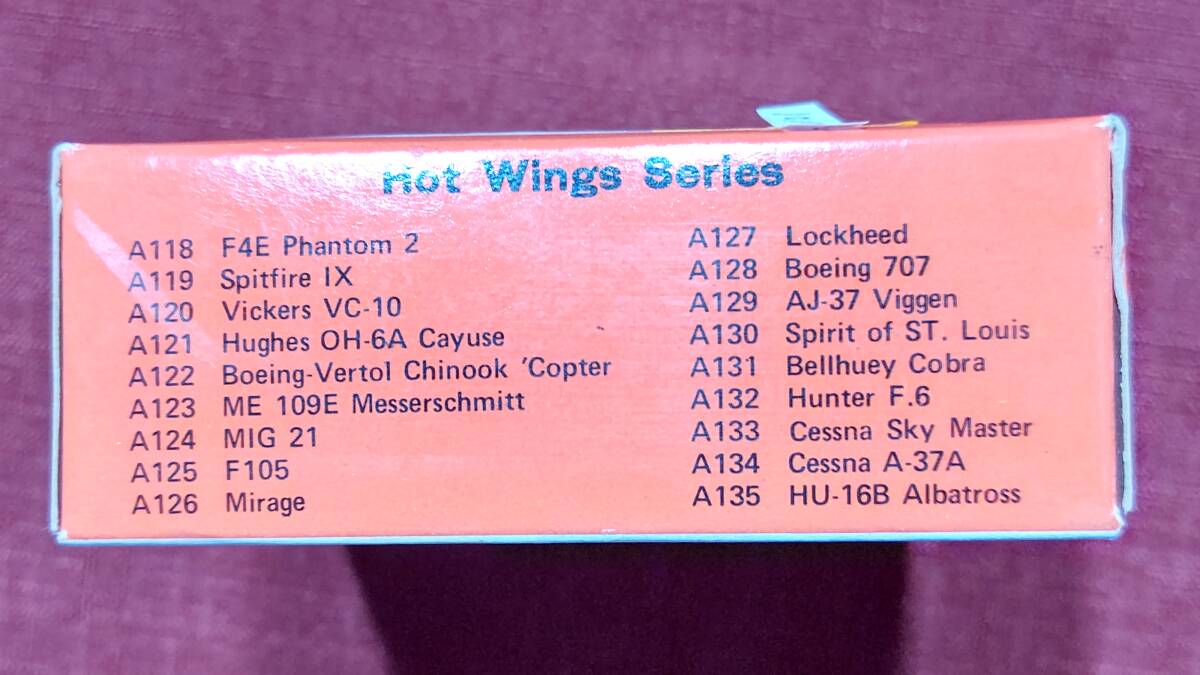 Hot Wings Series
A118 F4E Phantom 2
A119 Spitfire IX
A120 Vickers VC-10
A121 Hughes OH-6A Cayuse
A122 Boeing-Vertol Chinook 'Copter
A123 ME 109E Messerschmitt
A124 MIG 21
A125 F105
A126 Mirage
A127 Lockheed
A128 Boeing 707
A129 AJ-37 Viggen
A130 Spirit of ST. Louis
A131 Bellhuey Cobra
A132 Hunter F.6
A133 Cessna Sky Master
A134 Cessna A-37A
A135 HU-16B Albatross